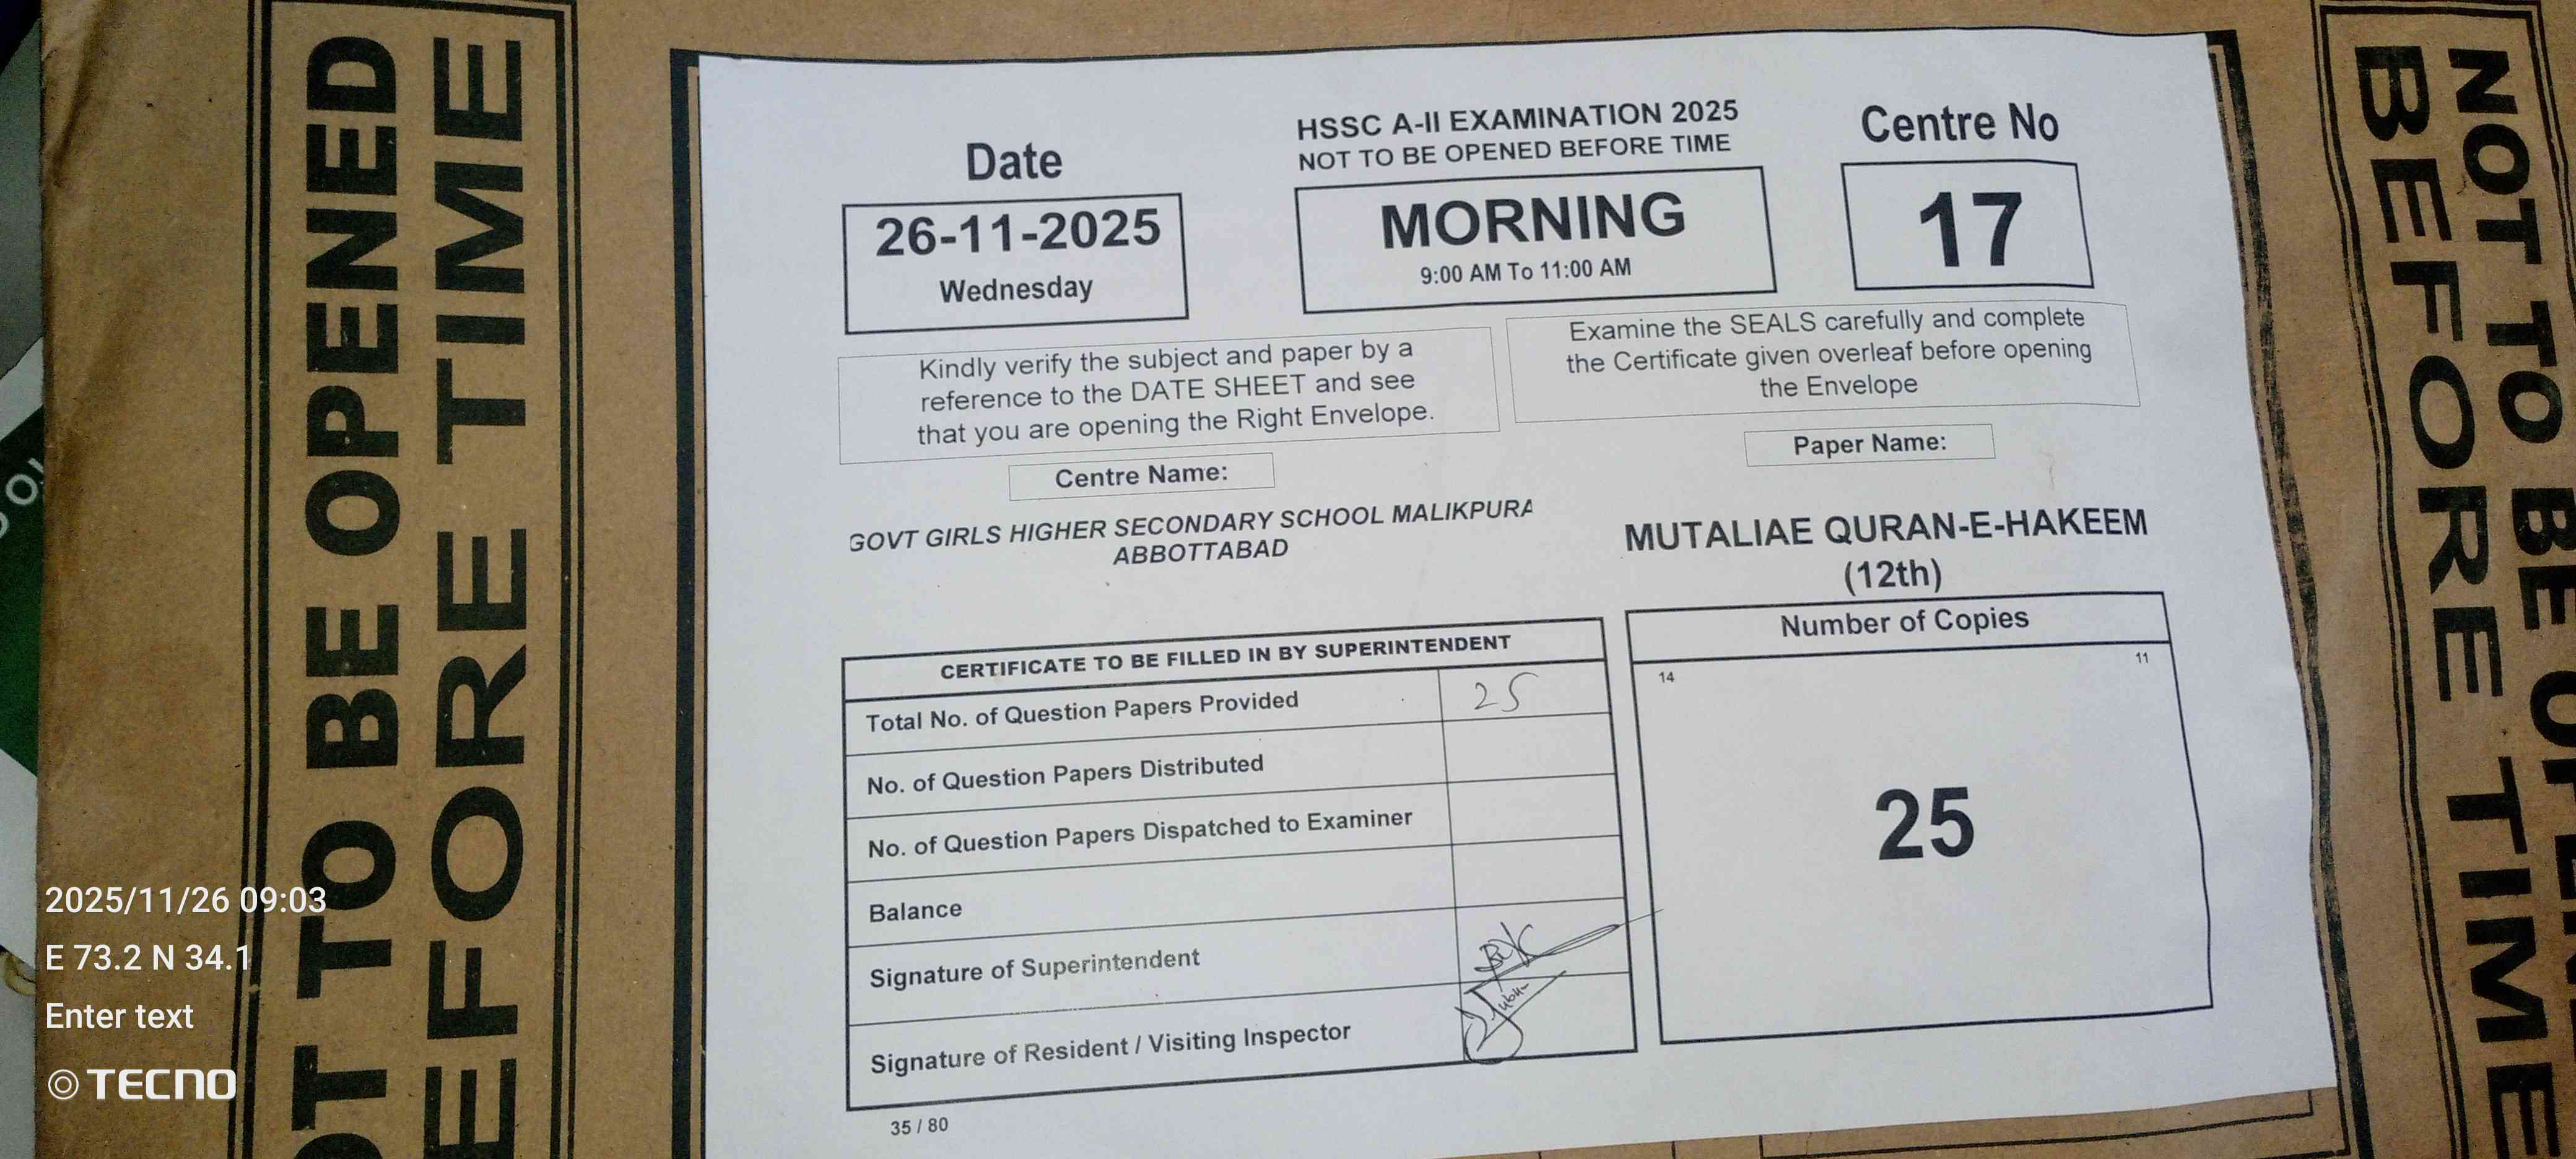 NOT TO BE OPENED
BEFORE TIME
Date
26-11-2025
Wednesday
HSSC A-II EXAMINATION 2025
NOT TO BE OPENED BEFORE TIME
MORNING
9:00 AM To 11:00 AM
Centre No
17
Kindly verify the subject and paper by a
reference to the DATE SHEET and see
that you are opening the Right Envelope.
Examine the SEALS carefully and complete
the Certificate given overleaf before opening
the Envelope
Centre Name:
GOVT GIRLS HIGHER SECONDARY SCHOOL MALIKPURA
ABBOTTABAD
Paper Name:
MUTALIAE QURAN-E-HAKEEM
(12th)
CERTIFICATE TO BE FILLED IN BY SUPERINTENDENT
Total No. of Question Papers Provided 25
No. of Question Papers Distributed
No. of Question Papers Dispatched to Examiner
Balance
Signature of Superintendent
Signature of Resident / Visiting Inspector
35 / 80
Number of Copies
14 11
25
NOT TO BE OPENED
BEFORE TIME
2025/11/26 09:03
E 73.2 N 34.1
Enter text
TECNO